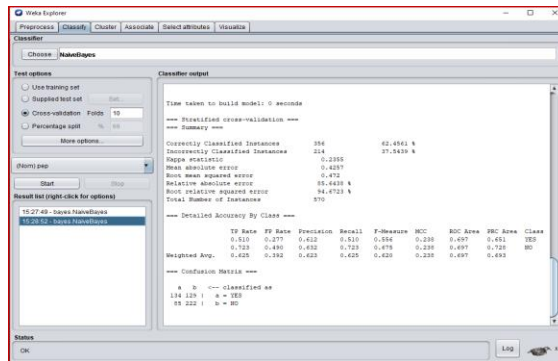 Weka Explorer
Preprocess Classify Cluster Associate Select attributes Visualize
Classifier
Choose NaiveBayes
Test options
Use training set
Supplied test set Set...
Cross-validation Folds 10
Percentage split % 66
More options...
(Nom) pep
Start Stop
Result list (right-click for options)
15:27:49 - bayes.NaiveBayes
15:28:52 - bayes.NaiveBayes
Classifier output
Time taken to build model: 0 seconds
=== Stratified cross-validation ===
=== Summary ===
Correctly Classified Instances 356 62.4561 %
Incorrectly Classified Instances 214 37.5439 %
Kappa statistic 0.2355
Mean absolute error 0.4257
Root mean squared error 0.472
Relative absolute error 85.6438 %
Root relative squared error 94.6723 %
Total Number of Instances 570
=== Detailed Accuracy By Class ===
TP Rate FP Rate Precision Recall F-Measure MCC ROC Area PRC Area Class
0.510 0.277 0.612 0.510 0.556 0.238 0.697 0.651 YES
0.723 0.490 0.632 0.723 0.675 0.238 0.697 0.728 NO
Weighted Avg. 0.625 0.392 0.623 0.625 0.620 0.238 0.697 0.693
=== Confusion Matrix ===
a b <-- classified as
134 129 | a = YES
85 222 | b = NO
Status
OK
Log
x